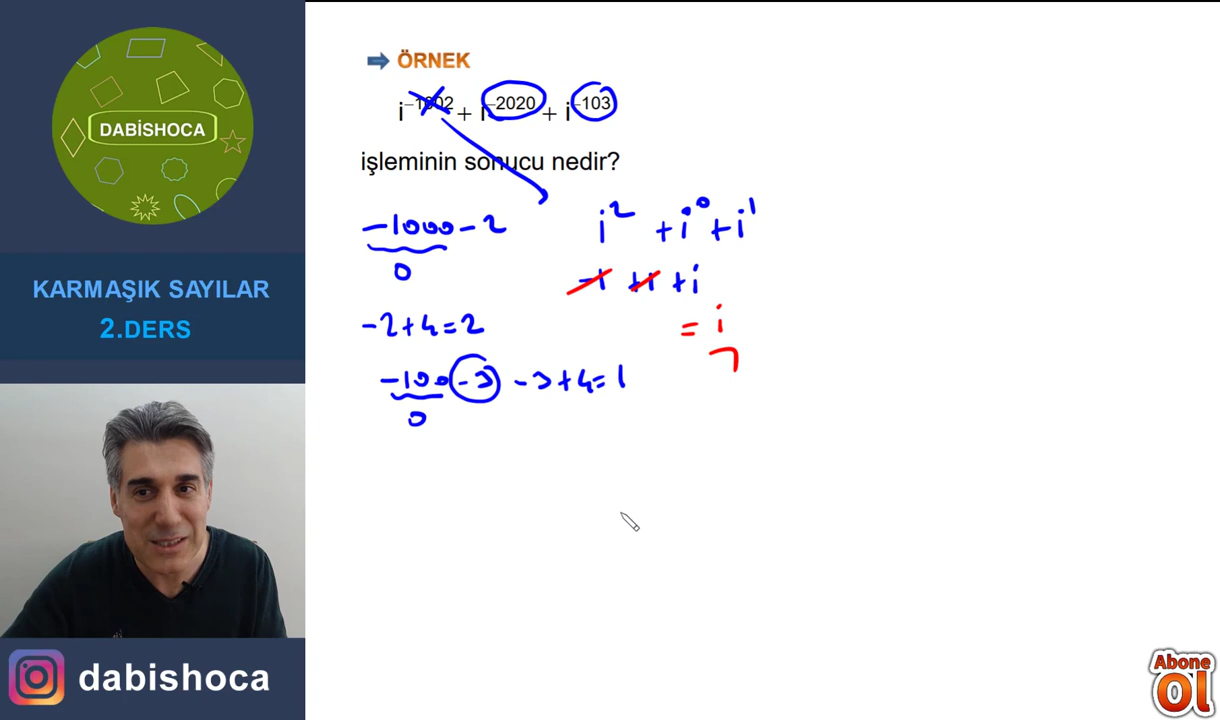 DABİSHOCA
KARMAŞIK SAYILAR
2.DERS
dabishoca
ÖRNEK
i⁻¹⁰⁰² + i⁻²⁰²⁰ + i⁻¹⁰³
işleminin sonucu nedir?
-1000-2
0
-2+4=2
-100-3 -3+4=1
0
i² +i⁰+i¹
-1 +1 +i
= i
Abone
Ol